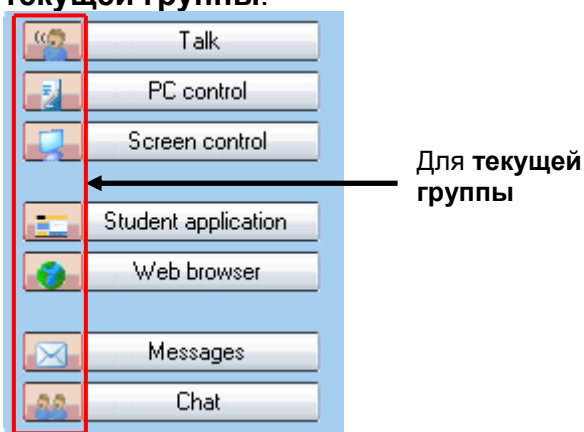 текущей группы.
Talk
PC control
Screen control
Для текущей
группы
Student application
Web browser
Messages
Chat